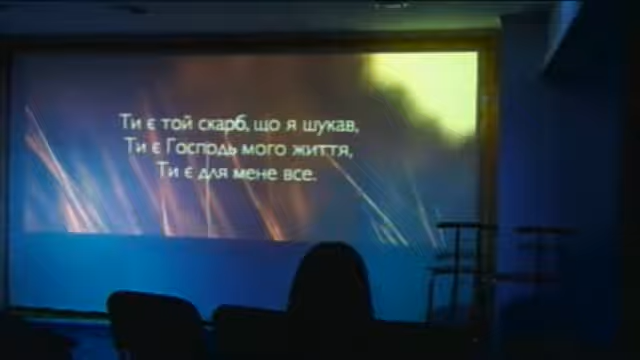 Ти є той скарб, що я шукав,
Ти є Господь мого життя,
Ти є для мене все.